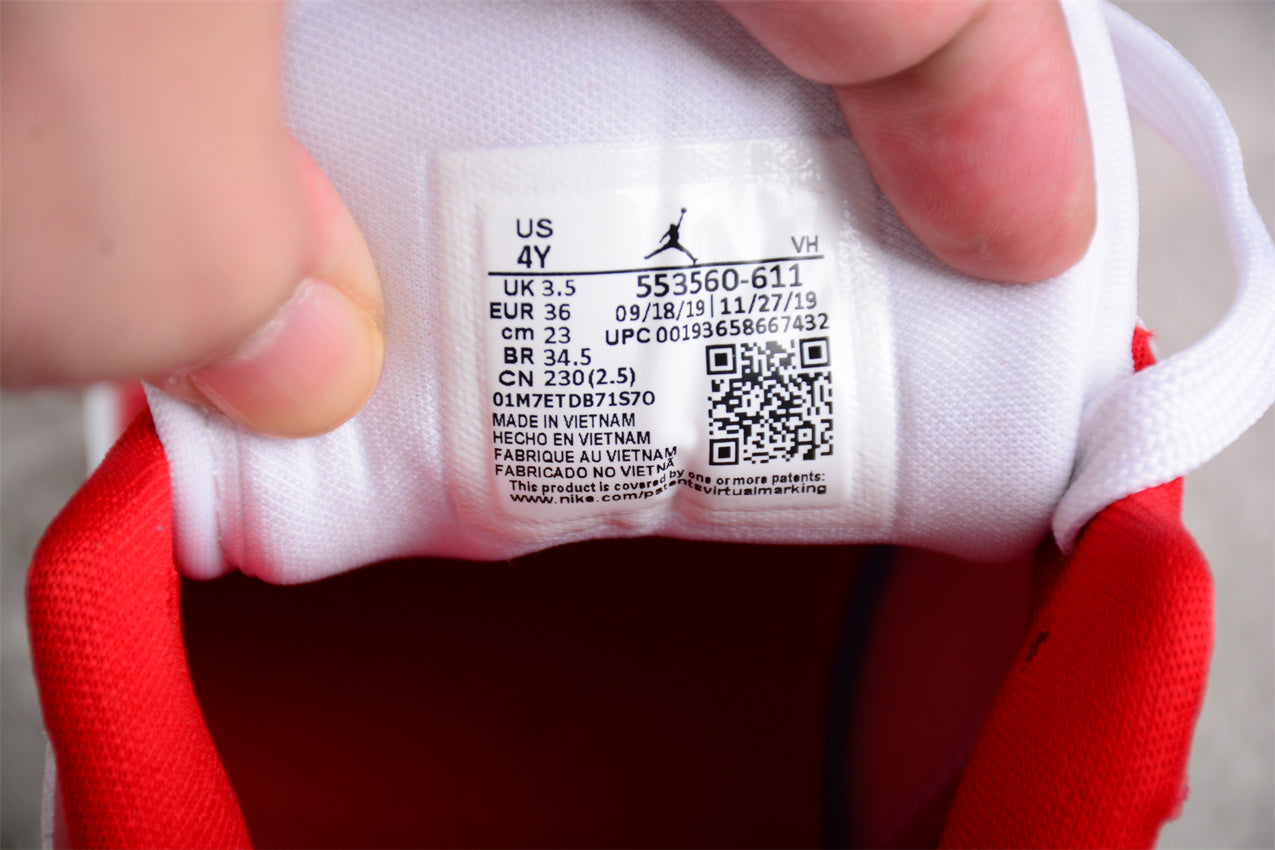 US
4Y
VH
553560-611
UK 3.5
09/18/19|11/27/19
EUR 36
UPC 00193658667432
cm 23
BR 34.5
CN 230(2.5)
01M7ETDB71S70
MADE IN VIETNAM
HECHO EN VIETNAM
FABRIQUE AU VIETNAM
FABRICADO NO VIETNÃ
This product is covered by one or more patents:
www.nike.com/patentsvirtualmarking